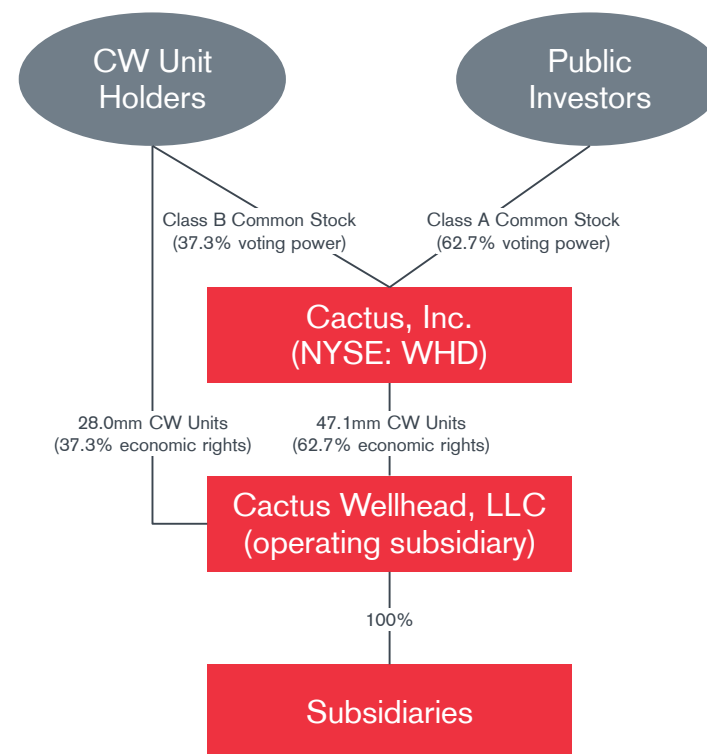 CW Unit
Holders
Public
Investors
Class B Common Stock
(37.3% voting power)
Class A Common Stock
(62.7% voting power)
Cactus, Inc.
(NYSE: WHD)
28.0mm CW Units
(37.3% economic rights)
47.1mm CW Units
(62.7% economic rights)
Cactus Wellhead, LLC
(operating subsidiary)
100%
Subsidiaries